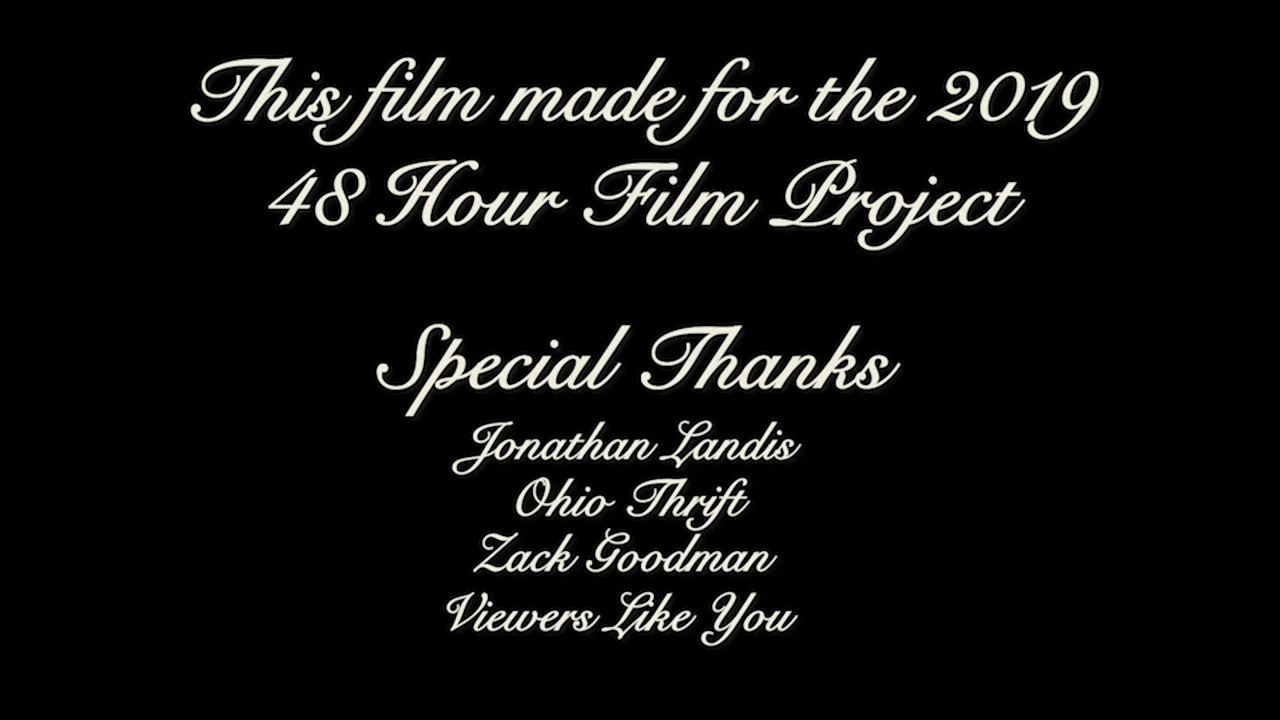 This film made for the 2019
48 Hour Film Project
Special Thanks
Jonathan Landis
Ohio Thrift
Zack Goodman
Viewers Like You